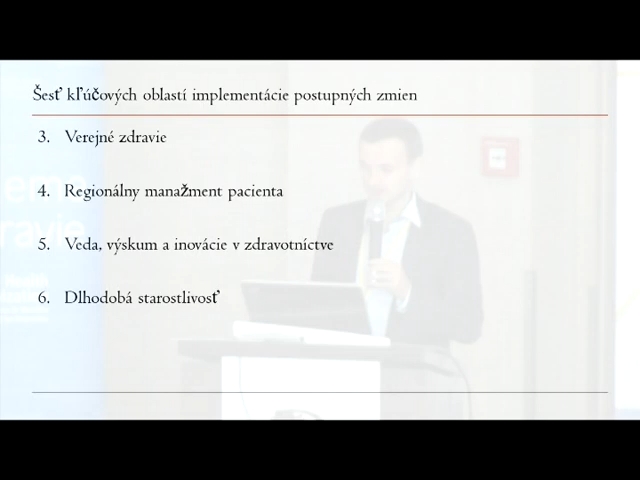 Šesť kľúčových oblastí implementácie postupných zmien
3. Verejné zdravie
4. Regionálny manažment pacienta
5. Veda, výskum a inovácie v zdravotníctve
6. Dlhodobá starostlivosť